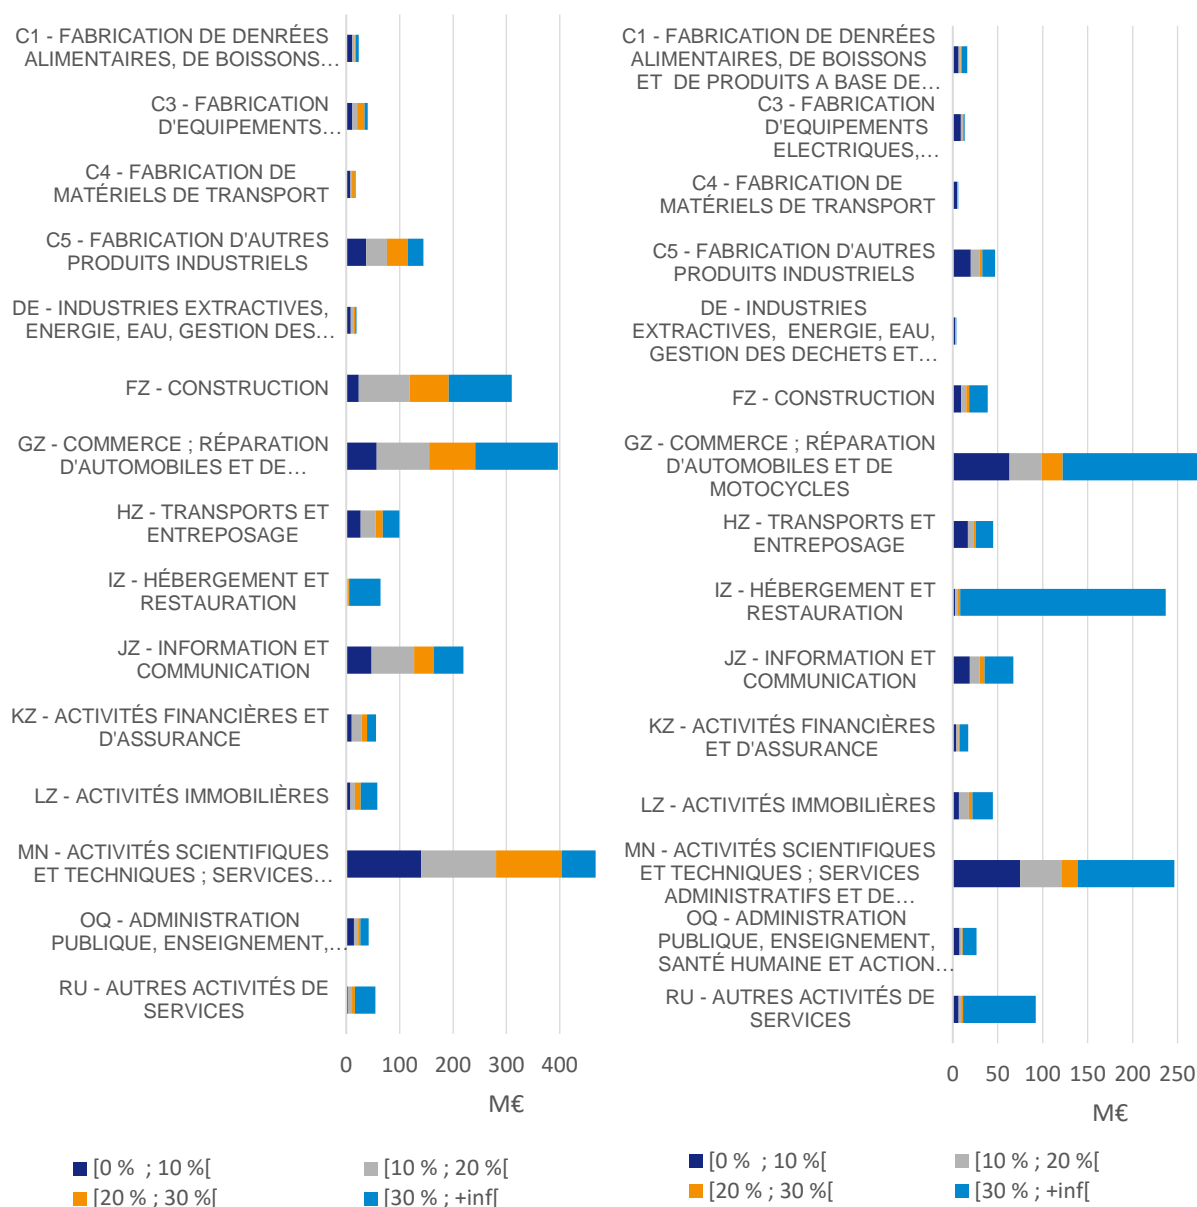 C1 - FABRICATION DE DENRÉES
ALIMENTAIRES, DE BOISSONS…
C3 - FABRICATION
D'EQUIPEMENTS…
C4 - FABRICATION DE
MATÉRIELS DE TRANSPORT
C5 - FABRICATION D'AUTRES
PRODUITS INDUSTRIELS
DE - INDUSTRIES EXTRACTIVES,
ENERGIE, EAU, GESTION DES…
FZ - CONSTRUCTION
GZ - COMMERCE ; RÉPARATION
D'AUTOMOBILES ET DE…
HZ - TRANSPORTS ET
ENTREPOSAGE
IZ - HÉBERGEMENT ET
RESTAURATION
JZ - INFORMATION ET
COMMUNICATION
KZ - ACTIVITÉS FINANCIÈRES ET
D'ASSURANCE
LZ - ACTIVITÉS IMMOBILIÈRES
MN - ACTIVITÉS SCIENTIFIQUES
ET TECHNIQUES ; SERVICES…
OQ - ADMINISTRATION
PUBLIQUE, ENSEIGNEMENT,…
RU - AUTRES ACTIVITÉS DE
SERVICES
0 100 200 300 400
M€
[0 % ; 10 %[ [10 % ; 20 %[
[20 % ; 30 %[ [30 % ; +inf[
C1 - FABRICATION DE DENRÉES
ALIMENTAIRES, DE BOISSONS
ET DE PRODUITS A BASE DE…
C3 - FABRICATION
D'EQUIPEMENTS
ELECTRIQUES,…
C4 - FABRICATION DE
MATÉRIELS DE TRANSPORT
C5 - FABRICATION D'AUTRES
PRODUITS INDUSTRIELS
DE - INDUSTRIES
EXTRACTIVES, ENERGIE, EAU,
GESTION DES DECHETS ET…
FZ - CONSTRUCTION
GZ - COMMERCE ; RÉPARATION
D'AUTOMOBILES ET DE
MOTOCYCLES
HZ - TRANSPORTS ET
ENTREPOSAGE
IZ - HÉBERGEMENT ET
RESTAURATION
JZ - INFORMATION ET
COMMUNICATION
KZ - ACTIVITÉS FINANCIÈRES
ET D'ASSURANCE
LZ - ACTIVITÉS IMMOBILIÈRES
MN - ACTIVITÉS SCIENTIFIQUES
ET TECHNIQUES ; SERVICES
ADMINISTRATIFS ET DE…
OQ - ADMINISTRATION
PUBLIQUE, ENSEIGNEMENT,
SANTÉ HUMAINE ET ACTION…
RU - AUTRES ACTIVITÉS DE
SERVICES
0 50 100 150 200 250
M€
[0 % ; 10 %[ [10 % ; 20 %[
[20 % ; 30 %[ [30 % ; +inf[